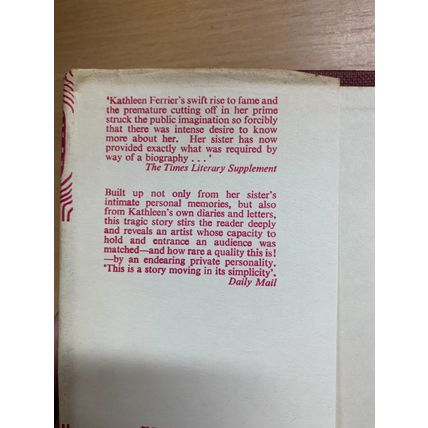 'Kathleen Ferrier's swift rise to fame and
the premature cutting off in her prime
struck the public imagination so forcibly
that there was intense desire to know
more about her. Her sister has now
provided exactly what was required by
way of a biography . . .'
The Times Literary Supplement
Built up not only from her sister's
intimate personal memories, but also
from Kathleen's own diaries and letters,
this tragic story stirs the reader deeply
and reveals an artist whose capacity to
hold and entrance an audience was
matched—and how rare a quality this is!
—by an endearing private personality.
'This is a story moving in its simplicity'.
Daily Mail